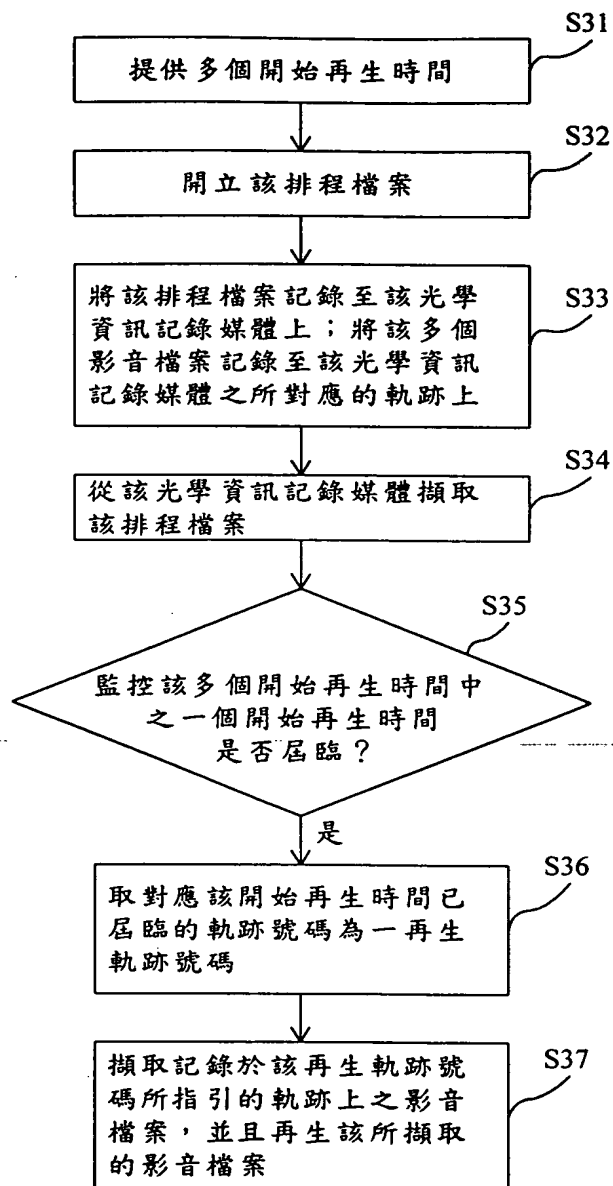 S31
提供多個開始再生時間
S32
開立該排程檔案
S33
將該排程檔案記錄至該光學
資訊記錄媒體上；將該多個
影音檔案記錄至該光學資訊
記錄媒體之所對應的軌跡上
S34
從該光學資訊記錄媒體擷取
該排程檔案
S35
監控該多個開始再生時間中
之一個開始再生時間
是否屆臨？
是
S36
取對應該開始再生時間已
屆臨的軌跡號碼為一再生
軌跡號碼
S37
擷取記錄於該再生軌跡號
碼所指引的軌跡上之影音
檔案，並且再生該所擷取
的影音檔案